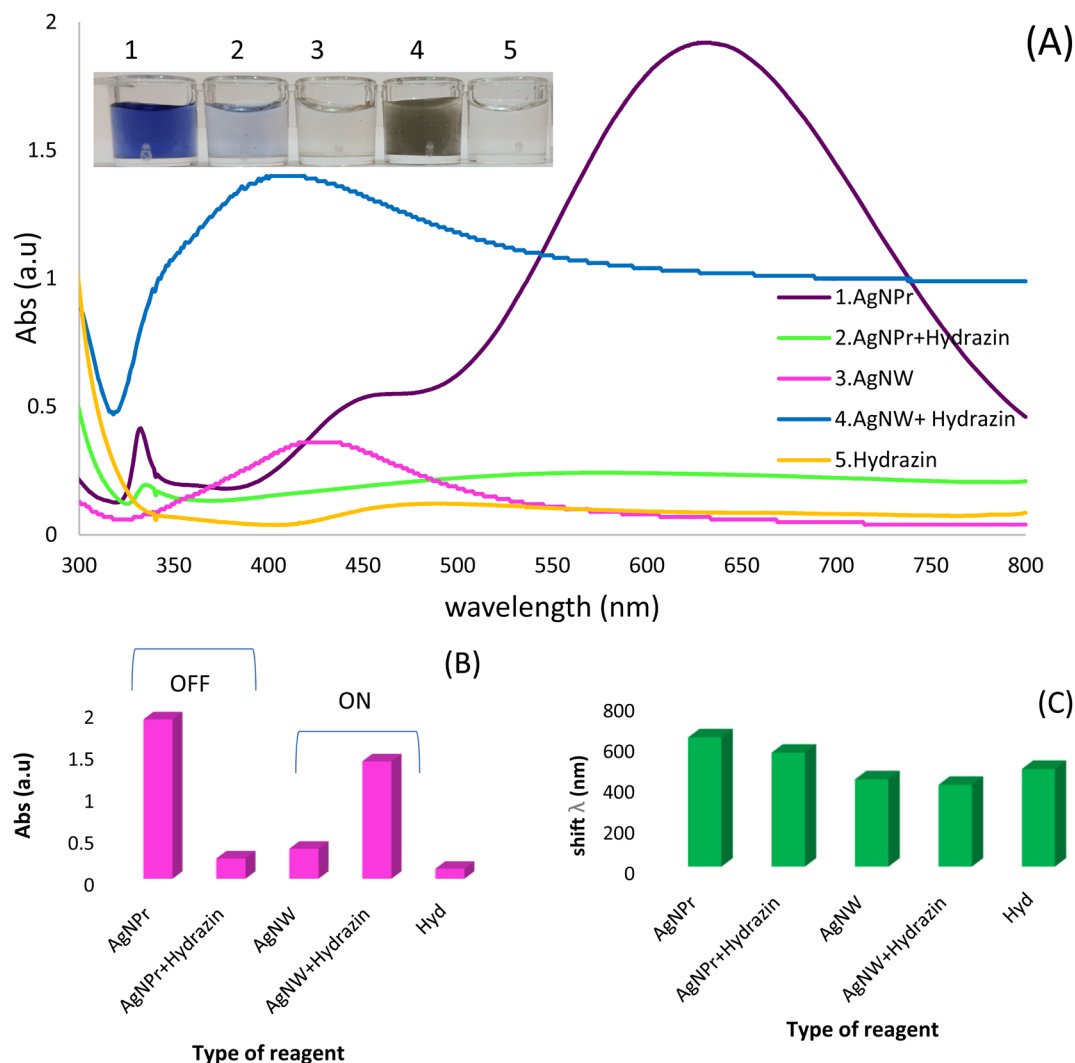 (A)
1 2 3 4 5
2
1.5
1
0.5
0
Abs (a.u)
300 350 400 450 500 550 600 650 700 750 800
wavelength (nm)
1.AgNPr
2.AgNPr+Hydrazin
3.AgNW
4.AgNW+ Hydrazin
5.Hydrazin
(B)
OFF
ON
2
1.5
1
0.5
0
Abs (a.u)
AgNPr
AgNPr+Hydrazin
AgNW
AgNW+Hydrazin
Hyd
Type of reagent
(C)
800
600
400
200
0
shift λ (nm)
AgNPr
AgNPr+Hydrazin
AgNW
AgNW+Hydrazin
Hyd
Type of reagent